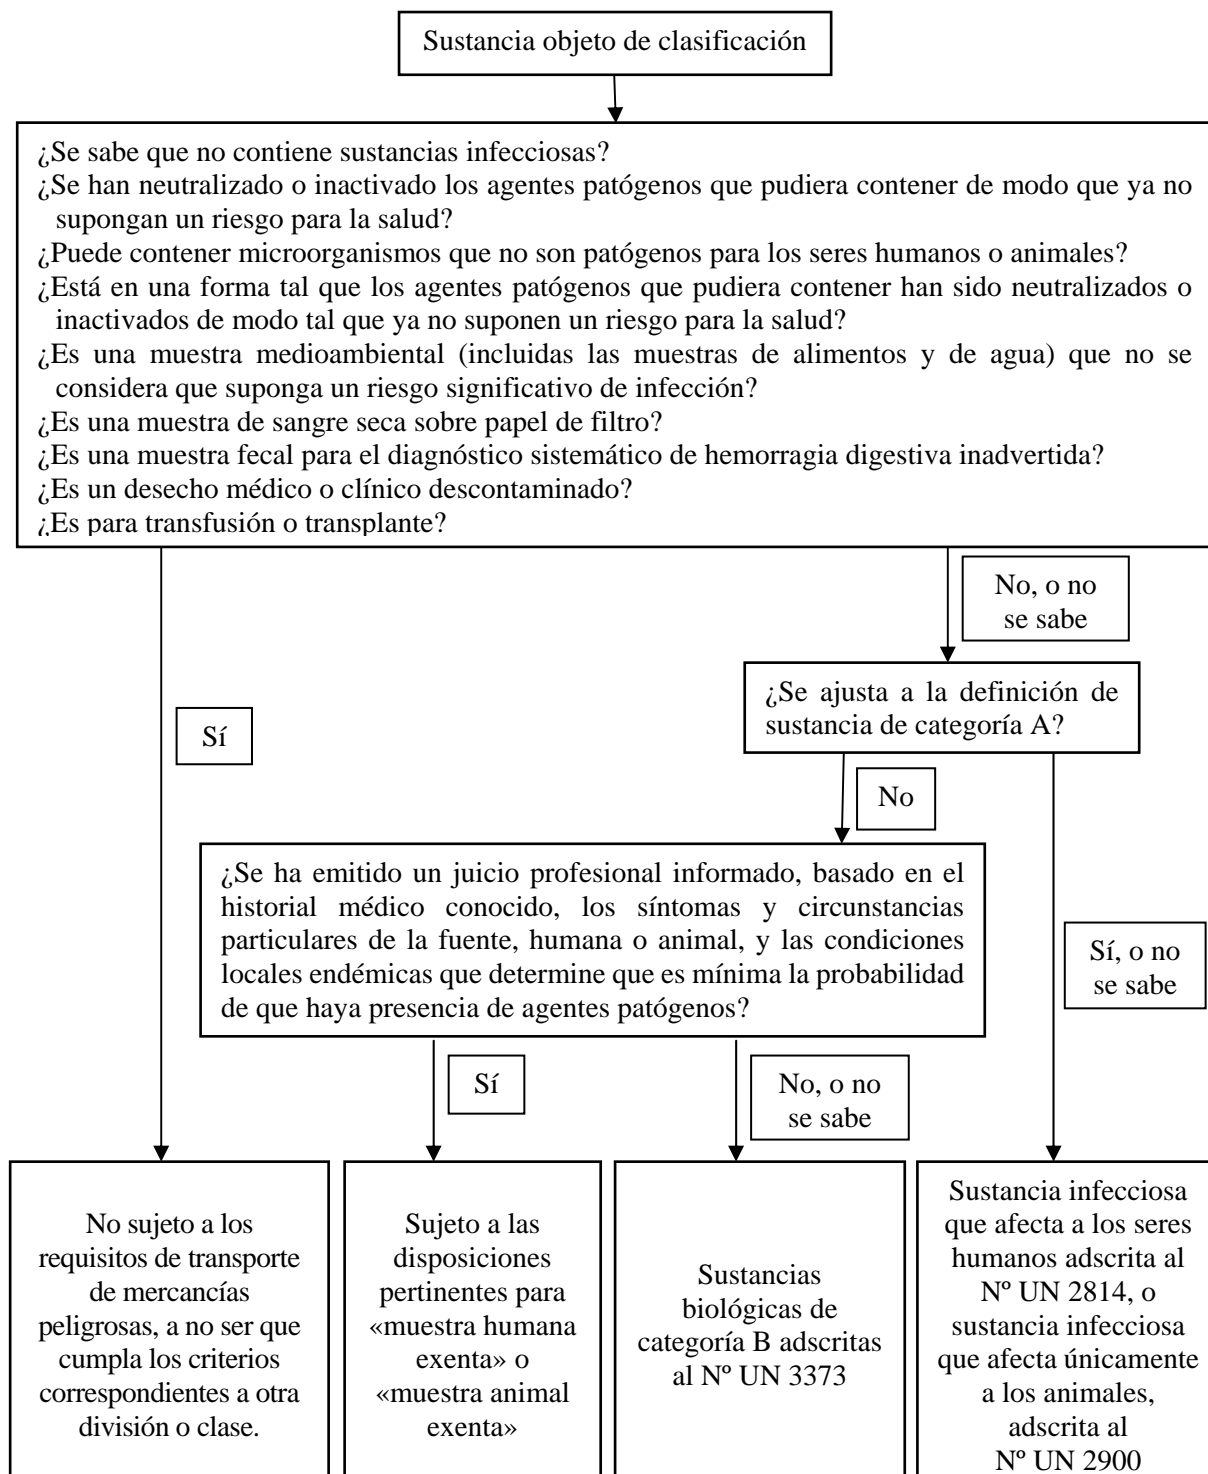 Sustancia objeto de clasificación
¿Se sabe que no contiene sustancias infecciosas?
¿Se han neutralizado o inactivado los agentes patógenos que pudiera contener de modo que ya no
supongan un riesgo para la salud?
¿Puede contener microorganismos que no son patógenos para los seres humanos o animales?
¿Está en una forma tal que los agentes patógenos que pudiera contener han sido neutralizados o
inactivados de modo tal que ya no suponen un riesgo para la salud?
¿Es una muestra medioambiental (incluidas las muestras de alimentos y de agua) que no se
considera que suponga un riesgo significativo de infección?
¿Es una muestra de sangre seca sobre papel de filtro?
¿Es una muestra fecal para el diagnóstico sistemático de hemorragia digestiva inadvertida?
¿Es un desecho médico o clínico descontaminado?
¿Es para transfusión o transplante?
No, o no
se sabe
¿Se ajusta a la definición de
sustancia de categoría A?
Sí
No
¿Se ha emitido un juicio profesional informado, basado en el
historial médico conocido, los síntomas y circunstancias
particulares de la fuente, humana o animal, y las condiciones
locales endémicas que determine que es mínima la probabilidad
de que haya presencia de agentes patógenos?
Sí, o no
se sabe
Sí
No, o no
se sabe
No sujeto a los
requisitos de transporte
de mercancías
peligrosas, a no ser que
cumpla los criterios
correspondientes a otra
división o clase.
Sujeto a las
disposiciones
pertinentes para
«muestra humana
exenta» o
«muestra animal
exenta»
Sustancias
biológicas de
categoría B adscritas
al Nº UN 3373
Sustancia infecciosa
que afecta a los seres
humanos adscrita al
Nº UN 2814, o
sustancia infecciosa
que afecta únicamente
a los animales,
adscrita al
Nº UN 2900